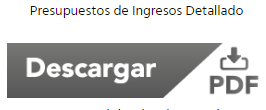 Presupuestos de Ingresos Detallado
Descargar
PDF